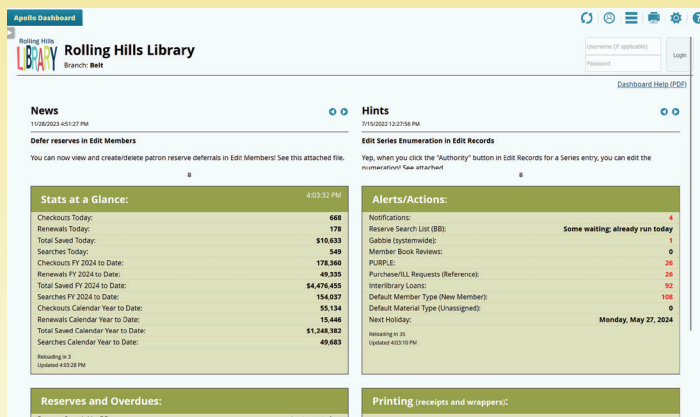 Apollo Dashboard
Rolling Hills
LIBRARY
Rolling Hills Library
Branch: Belt
Username (if applicable)
Password
Login
Dashboard Help (PDF)
News
11/28/2023 4:51:27 PM
Defer reserves in Edit Members
You can now view and create/delete patron reserve deferrals in Edit Members! See this attached file.
Hints
7/15/2022 12:27:56 PM
Edit Series Enumeration in Edit Records
Yep, when you click the "Authority" button in Edit Records for a Series entry, you can edit the
numeration! See attached
Stats at a Glance: 4:03:32 PM
Checkouts Today: 668
Renewals Today: 178
Total Saved Today: $10,633
Searches Today: 549
Checkouts FY 2024 to Date: 178,360
Renewals FY 2024 to Date: 49,335
Total Saved FY 2024 to Date: $4,476,455
Searches FY 2024 to Date: 154,037
Checkouts Calendar Year to Date: 55,134
Renewals Calendar Year to Date: 15,446
Total Saved Calendar Year to Date: $1,248,382
Searches Calendar Year to Date: 49,683
Reloading in 3
Updated 4:03:28 PM
Alerts/Actions:
Notifications: 4
Reserve Search List (BB): Some waiting; already run today
Gabbie (systemwide): 1
Member Book Reviews: 0
PURPLE: 26
Purchase/ILL Requests (Reference): 26
Interlibrary Loans: 92
Default Member Type (New Member): 108
Default Material Type (Unassigned): 0
Next Holiday: Monday, May 27, 2024
Reloading in 35
Updated 4:03:10 PM
Reserves and Overdues:
Printing (receipts and wrappers):